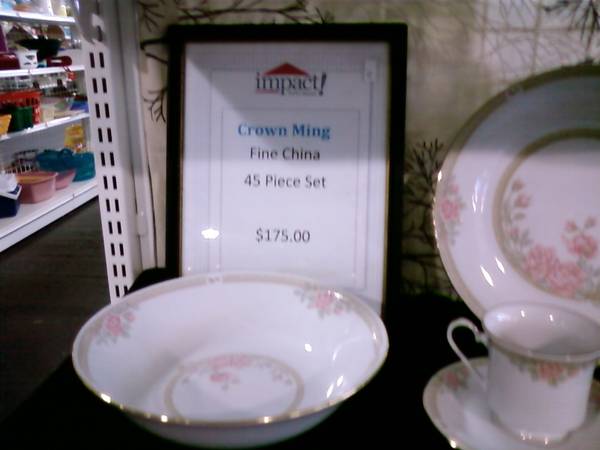 impact!
Crown Ming
Fine China
45 Piece Set
$175.00